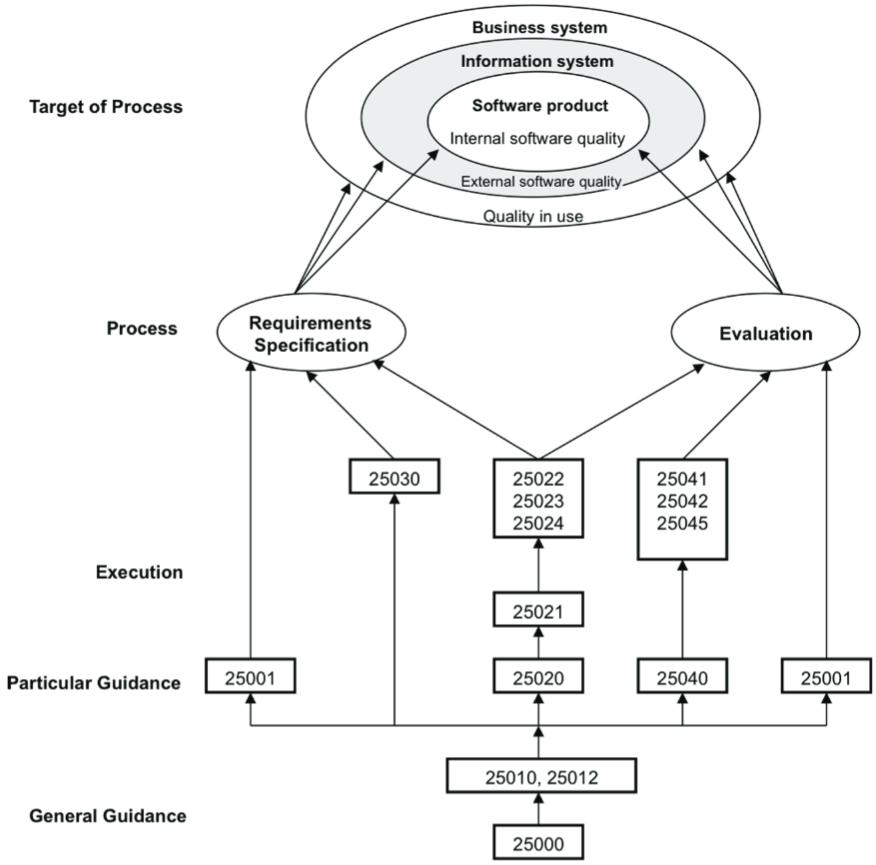 Business system
Information system
Target of Process
Software product
Internal software quality
External software quality
Quality in use
Process
Requirements
Specification
Evaluation
25030
25022
25023
25024
25041
25042
25045
Execution
25021
Particular Guidance
25001
25020
25040
25001
25010, 25012
General Guidance
25000